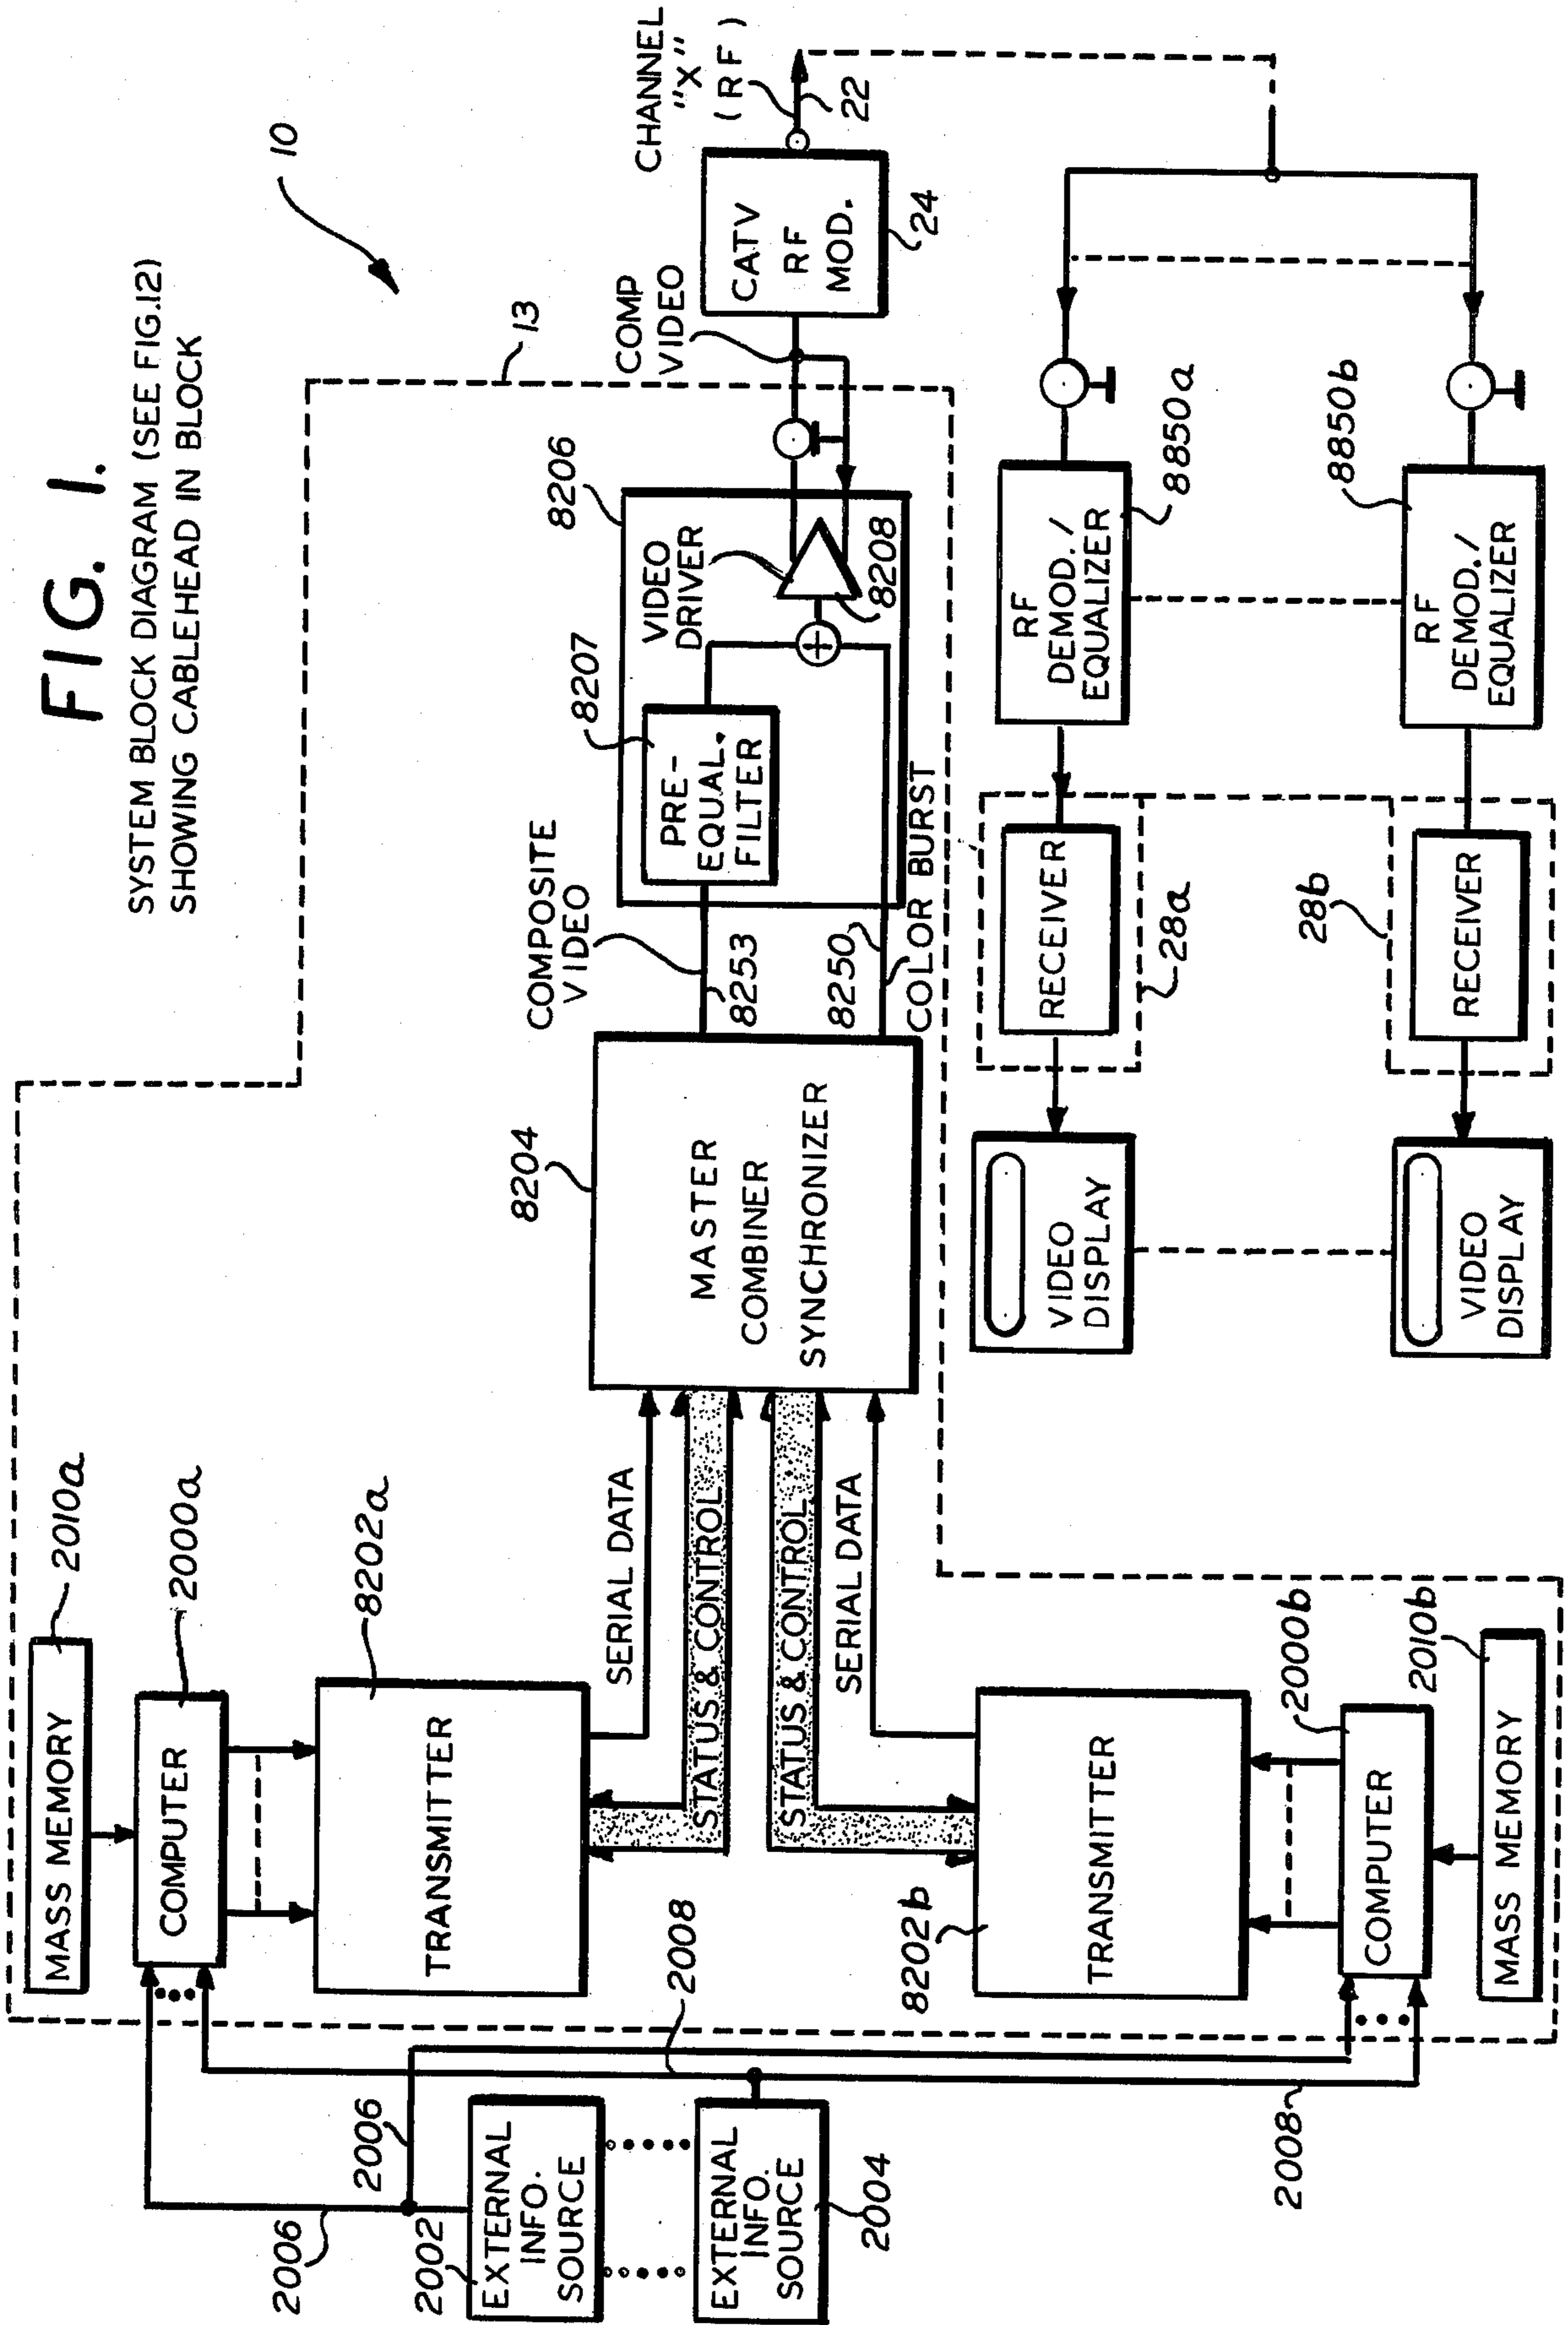 FIG. 1.
SYSTEM BLOCK DIAGRAM (SEE FIG.12)
SHOWING CABLEHEAD IN BLOCK
10
13
MASS MEMORY
2010a
COMPUTER
2000a
TRANSMITTER
8202a
SERIAL DATA
STATUS & CONTROL
STATUS & CONTROL
SERIAL DATA
TRANSMITTER
8202b
COMPUTER
2000b
MASS MEMORY
2010b
2006
2006
2008
2008
2002
EXTERNAL
INFO.
SOURCE
EXTERNAL
INFO.
SOURCE
2004
8204
MASTER
COMBINER
SYNCHRONIZER
COMPOSITE
VIDEO
8253
8250
COLOR BURST
8206
8207
PRE-
EQUAL.
FILTER
VIDEO
DRIVER
8208
COMP
VIDEO
CATV
RF
MOD.
24
CHANNEL
"X"
(RF)
22
RF
DEMOD./
EQUALIZER
8850a
RF
DEMOD./
EQUALIZER
8850b
RECEIVER
28a
RECEIVER
28b
VIDEO
DISPLAY
VIDEO
DISPLAY